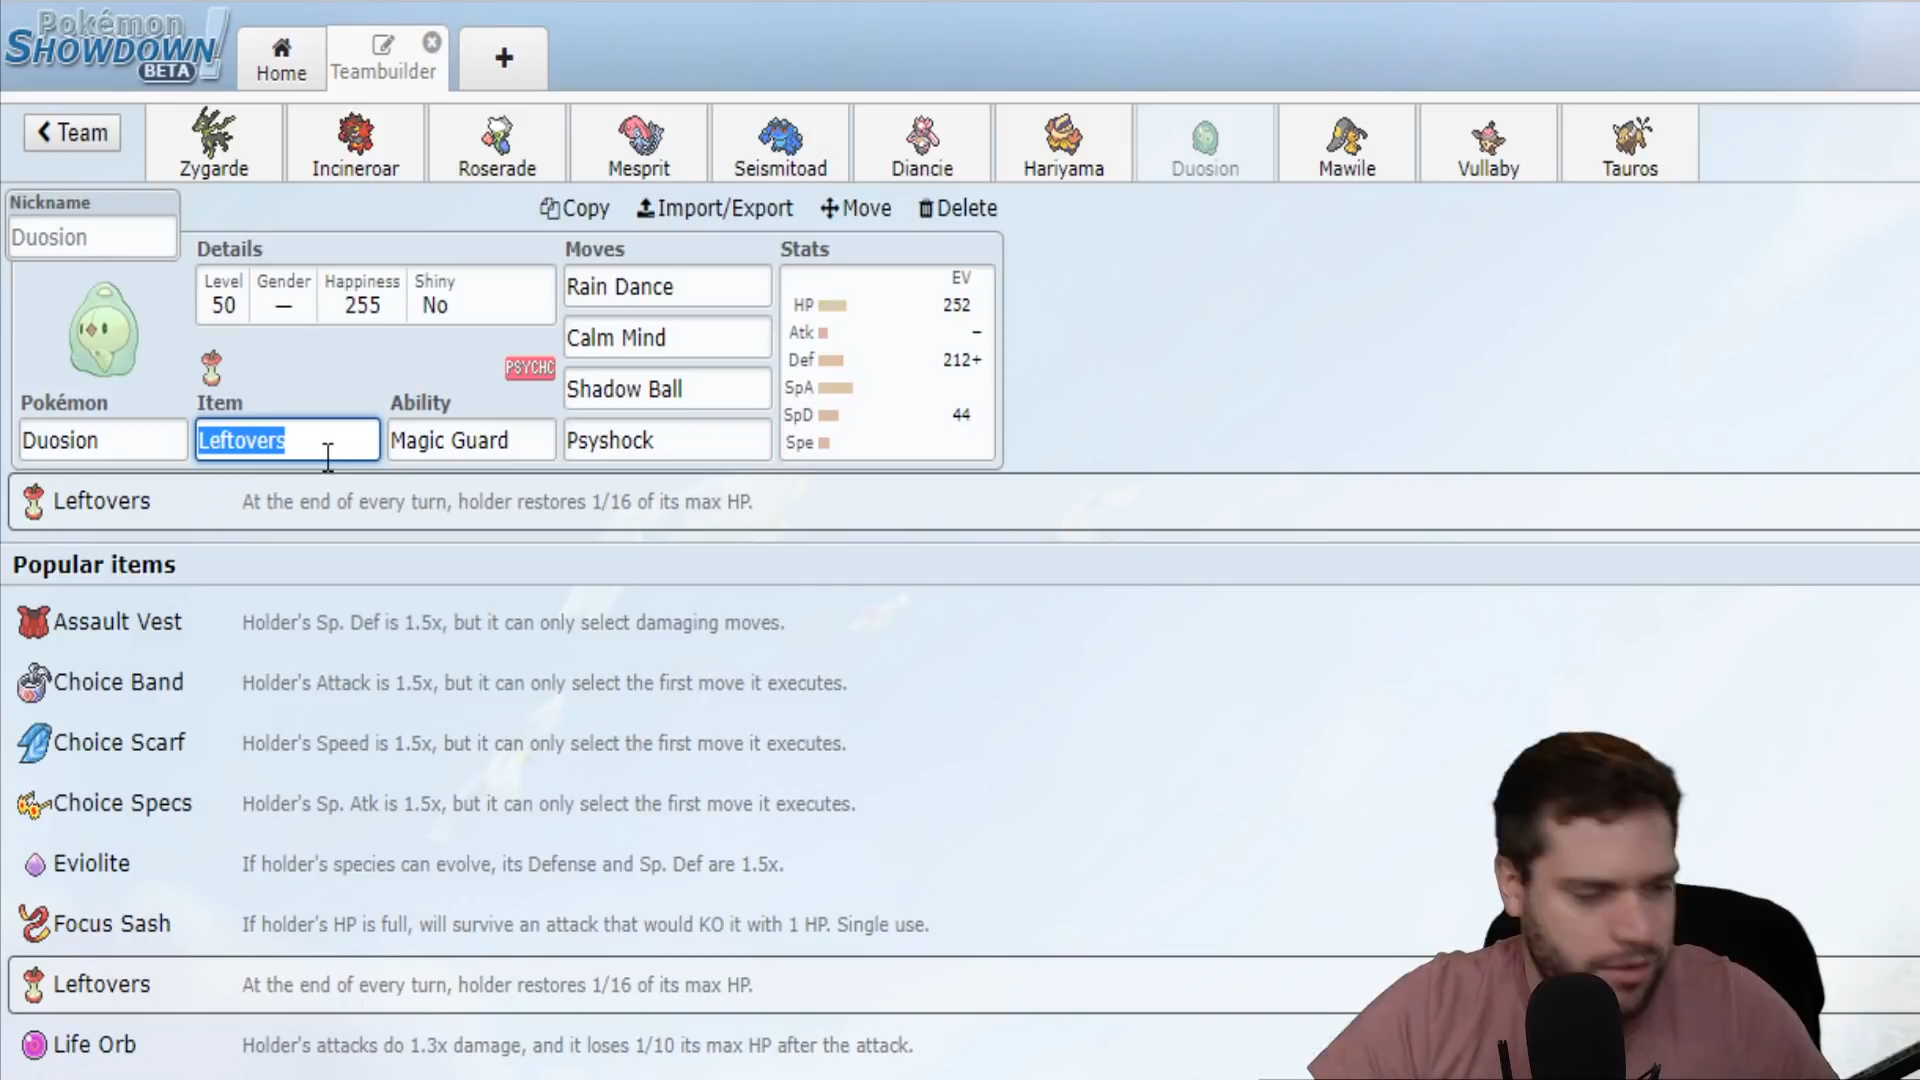 Pokémon
SHOWDOWN!
BETA
Home
Teambuilder
+
Team
Zygarde
Incineroar
Roserade
Mesprit
Seismitoad
Diancie
Hariyama
Duosion
Mawile
Vullaby
Tauros
Nickname
Duosion
Copy
Import/Export
Move
Delete
Details
Level
50
Gender
—
Happiness
255
Shiny
No
PSYCHC
Pokémon
Duosion
Item
Leftovers
Ability
Magic Guard
Moves
Rain Dance
Calm Mind
Shadow Ball
Psyshock
Stats
EV
HP 252
Atk –
Def 212+
SpA
SpD 44
Spe
Leftovers At the end of every turn, holder restores 1/16 of its max HP.
Popular items
Assault Vest Holder's Sp. Def is 1.5x, but it can only select damaging moves.
Choice Band Holder's Attack is 1.5x, but it can only select the first move it executes.
Choice Scarf Holder's Speed is 1.5x, but it can only select the first move it executes.
Choice Specs Holder's Sp. Atk is 1.5x, but it can only select the first move it executes.
Eviolite If holder's species can evolve, its Defense and Sp. Def are 1.5x.
Focus Sash If holder's HP is full, will survive an attack that would KO it with 1 HP. Single use.
Leftovers At the end of every turn, holder restores 1/16 of its max HP.
Life Orb Holder's attacks do 1.3x damage, and it loses 1/10 its max HP after the attack.